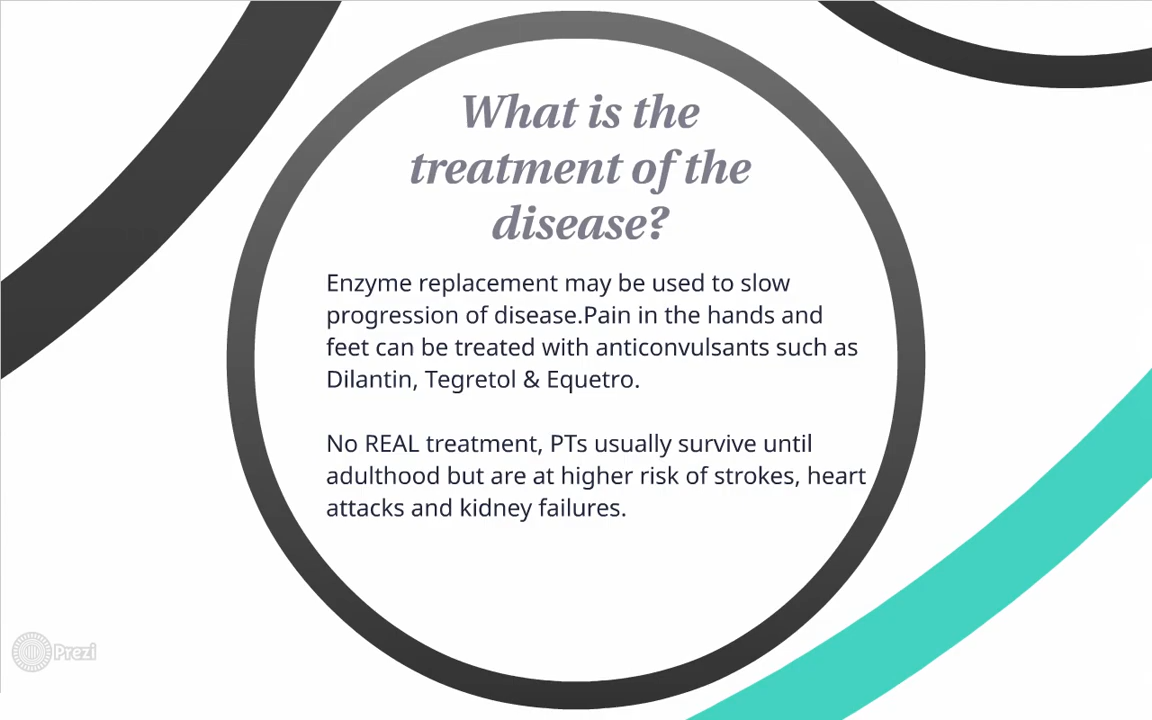 What is the
treatment of the
disease?
Enzyme replacement may be used to slow
progression of disease.Pain in the hands and
feet can be treated with anticonvulsants such as
Dilantin, Tegretol & Equetro.
No REAL treatment, PTs usually survive until
adulthood but are at higher risk of strokes, heart
attacks and kidney failures.
Prezi